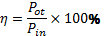 η = P_ot / P_in × 100%